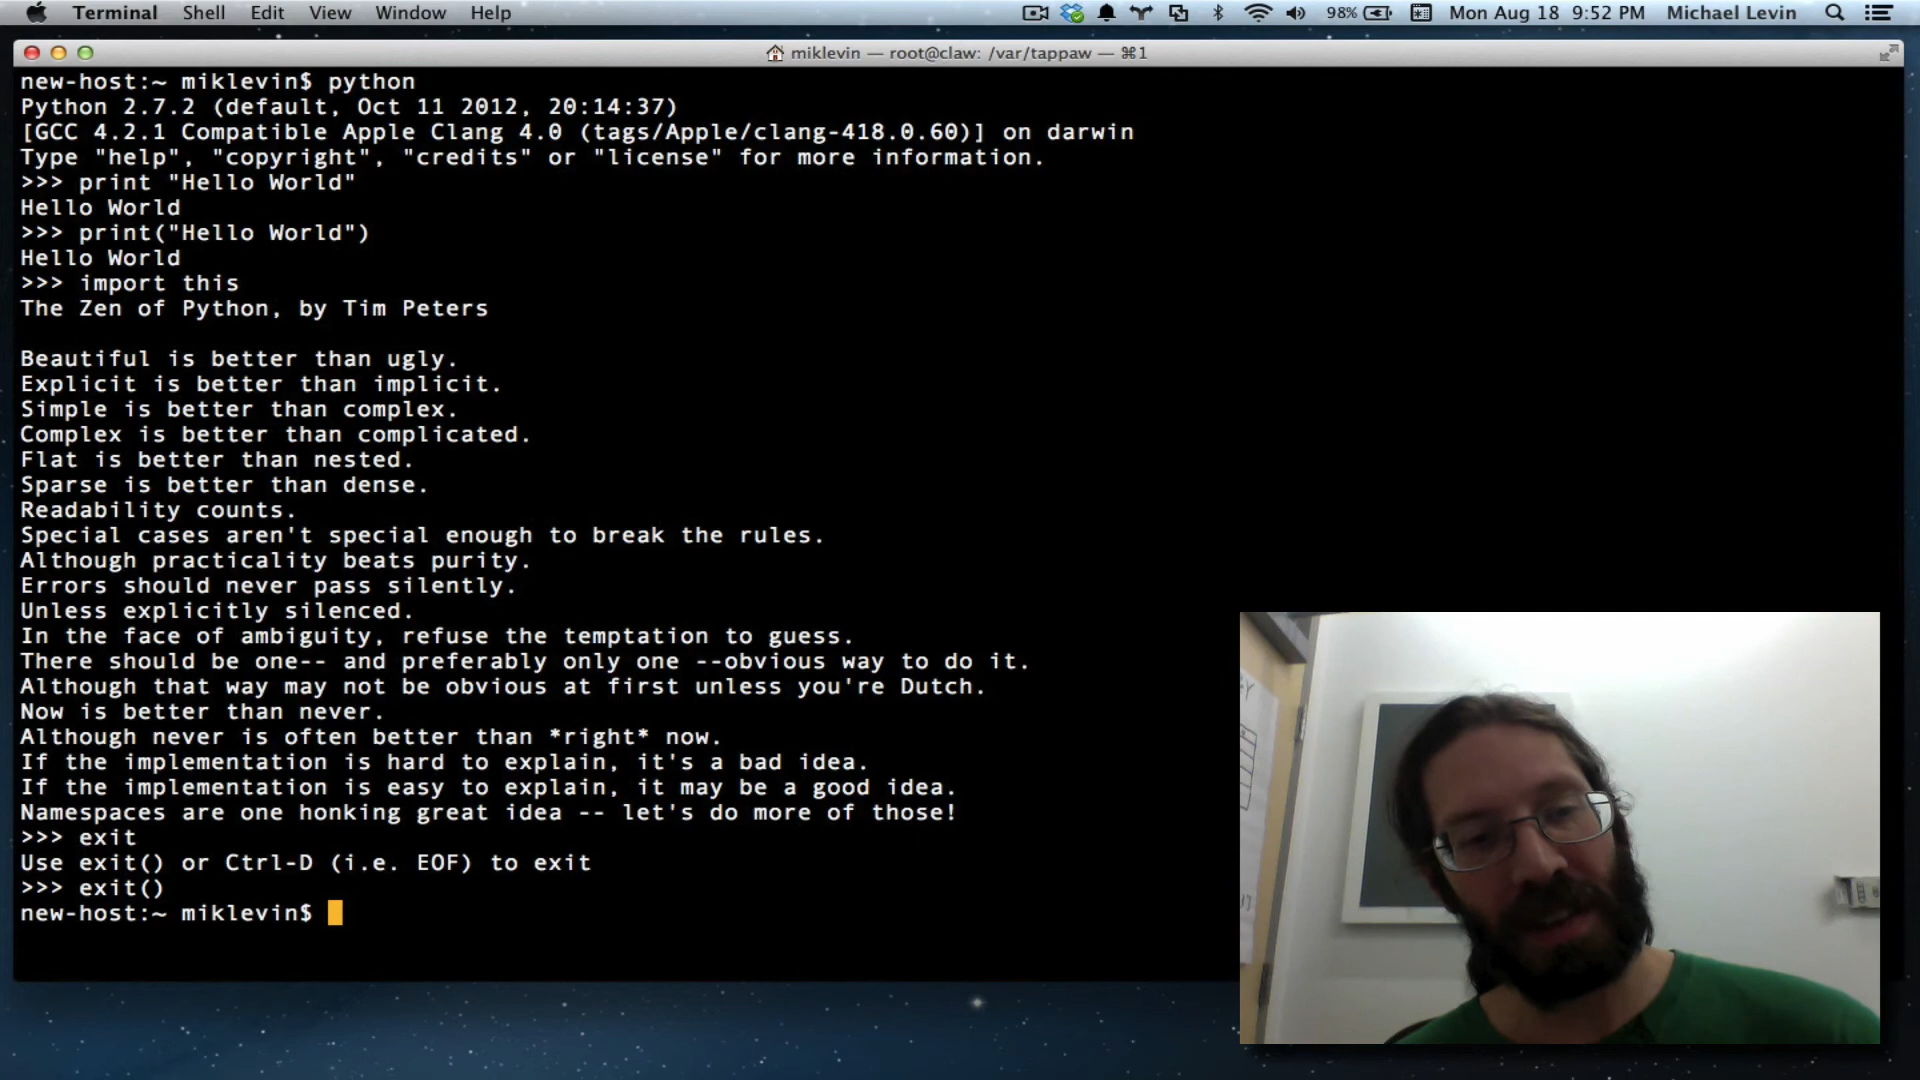 Terminal Shell Edit View Window Help 98% Mon Aug 18 9:52 PM Michael Levin
miklevin — root@claw: /var/tappaw — ⌘1
new-host:~ miklevin$ python
Python 2.7.2 (default, Oct 11 2012, 20:14:37)
[GCC 4.2.1 Compatible Apple Clang 4.0 (tags/Apple/clang-418.0.60)] on darwin
Type "help", "copyright", "credits" or "license" for more information.
>>> print "Hello World"
Hello World
>>> print("Hello World")
Hello World
>>> import this
The Zen of Python, by Tim Peters
Beautiful is better than ugly.
Explicit is better than implicit.
Simple is better than complex.
Complex is better than complicated.
Flat is better than nested.
Sparse is better than dense.
Readability counts.
Special cases aren't special enough to break the rules.
Although practicality beats purity.
Errors should never pass silently.
Unless explicitly silenced.
In the face of ambiguity, refuse the temptation to guess.
There should be one-- and preferably only one --obvious way to do it.
Although that way may not be obvious at first unless you're Dutch.
Now is better than never.
Although never is often better than *right* now.
If the implementation is hard to explain, it's a bad idea.
If the implementation is easy to explain, it may be a good idea.
Namespaces are one honking great idea -- let's do more of those!
>>> exit
Use exit() or Ctrl-D (i.e. EOF) to exit
>>> exit()
new-host:~ miklevin$